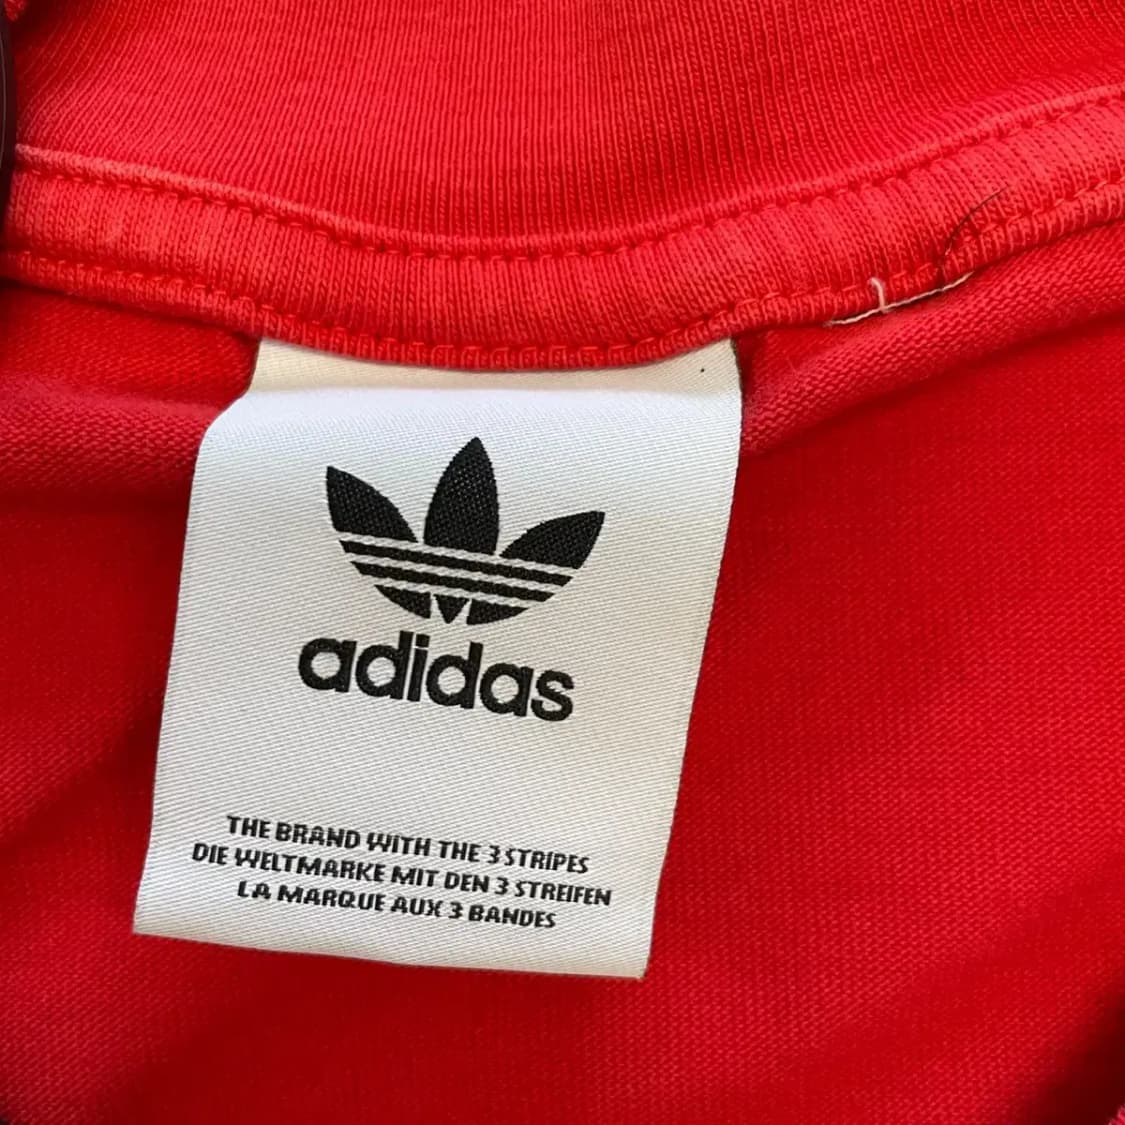 adidas
THE BRAND WITH THE 3 STRIPES
DIE WELTMARKE MIT DEN 3 STREIFEN
LA MARQUE AUX 3 BANDES